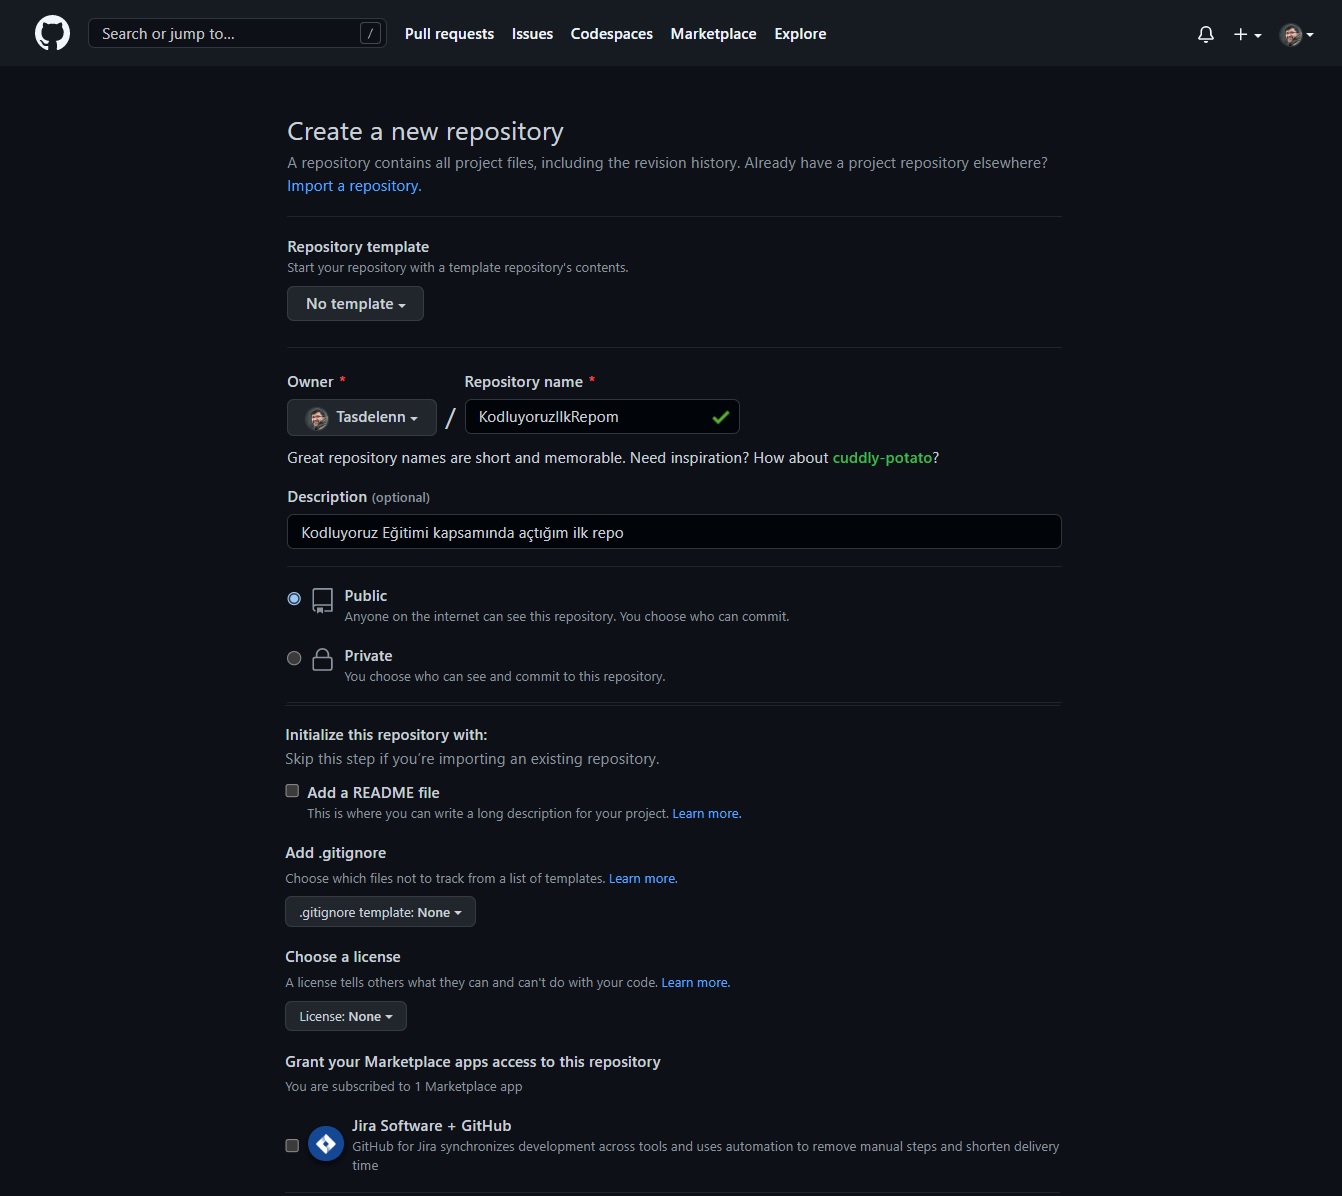 Search or jump to... /
Pull requests Issues Codespaces Marketplace Explore
Create a new repository
A repository contains all project files, including the revision history. Already have a project repository elsewhere?
Import a repository.
Repository template
Start your repository with a template repository's contents.
No template
Owner * Repository name *
Tasdelenn / KodluyoruzIlkRepom
Great repository names are short and memorable. Need inspiration? How about cuddly-potato?
Description (optional)
Kodluyoruz Eğitimi kapsamında açtığım ilk repo
Public
Anyone on the internet can see this repository. You choose who can commit.
Private
You choose who can see and commit to this repository.
Initialize this repository with:
Skip this step if you're importing an existing repository.
Add a README file
This is where you can write a long description for your project. Learn more.
Add .gitignore
Choose which files not to track from a list of templates. Learn more.
.gitignore template: None
Choose a license
A license tells others what they can and can't do with your code. Learn more.
License: None
Grant your Marketplace apps access to this repository
You are subscribed to 1 Marketplace app
Jira Software + GitHub
GitHub for Jira synchronizes development across tools and uses automation to remove manual steps and shorten delivery
time